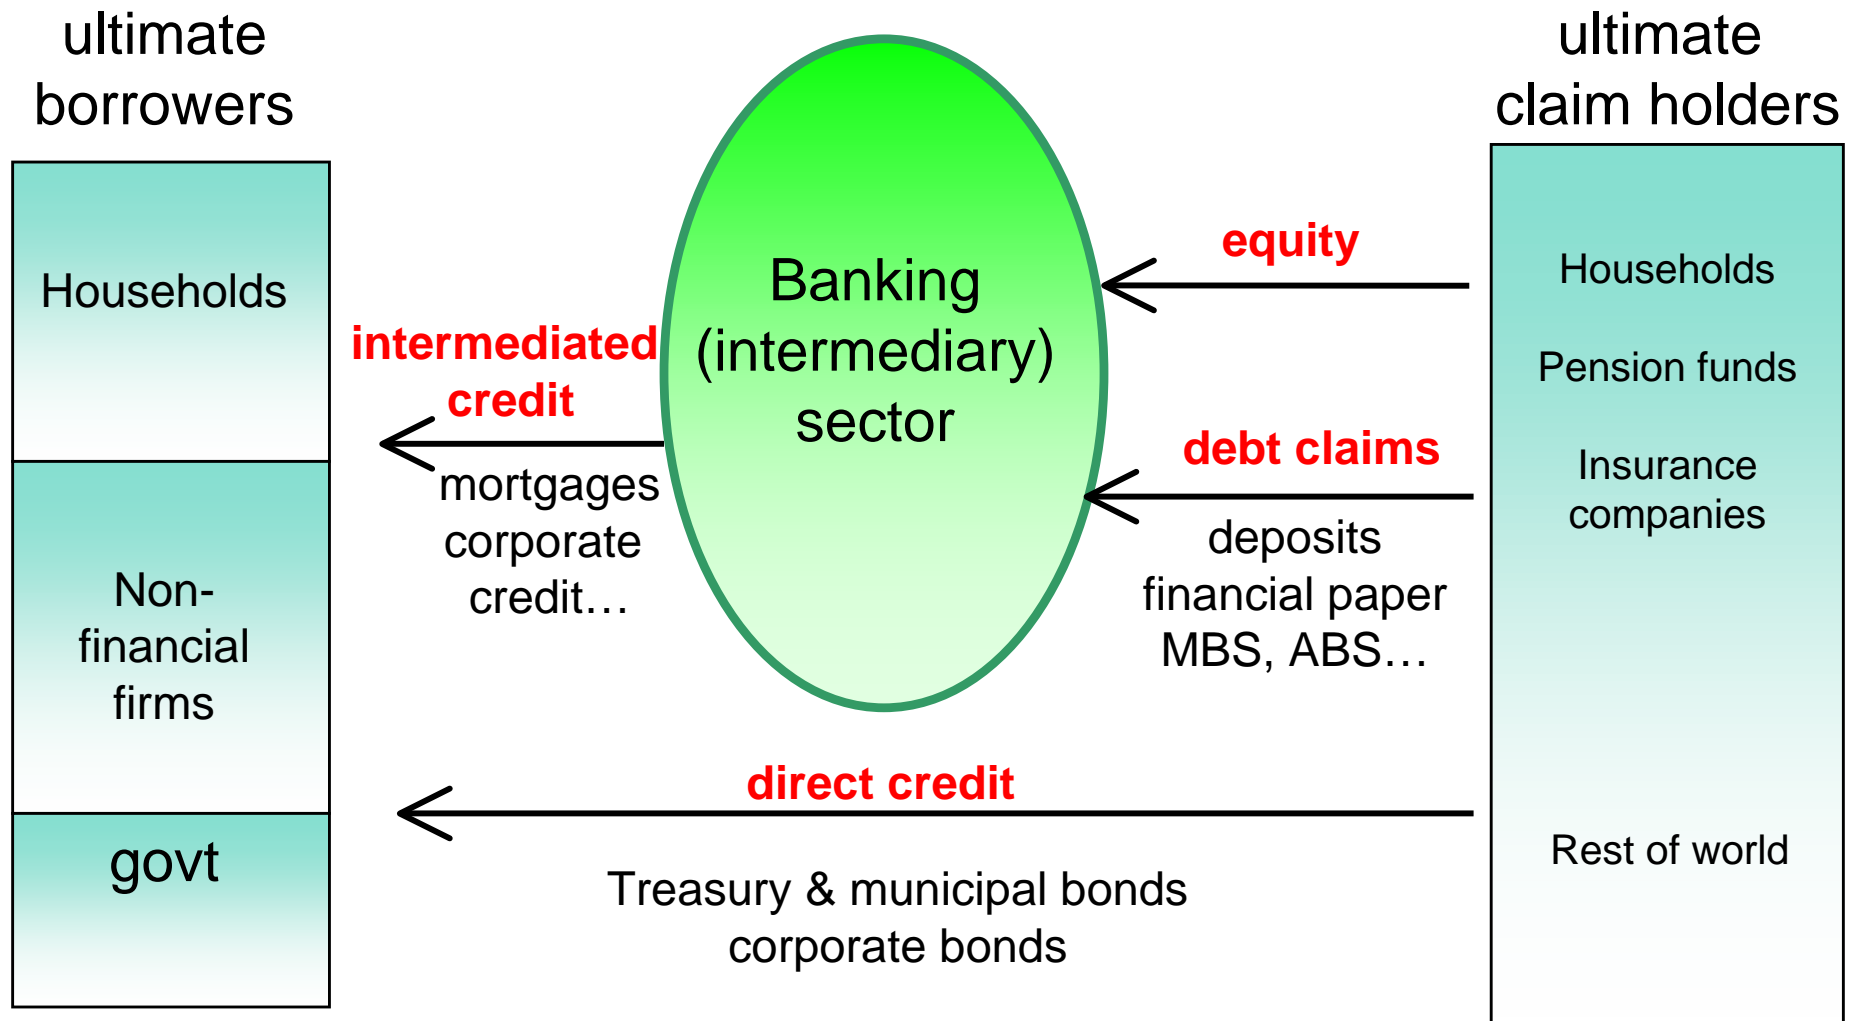 ultimate
borrowers
Households
Non-
financial
firms
govt
intermediated
credit
mortgages
corporate
credit…
Banking
(intermediary)
sector
equity
debt claims
deposits
financial paper
MBS, ABS…
direct credit
Treasury & municipal bonds
corporate bonds
ultimate
claim holders
Households
Pension funds
Insurance
companies
Rest of world